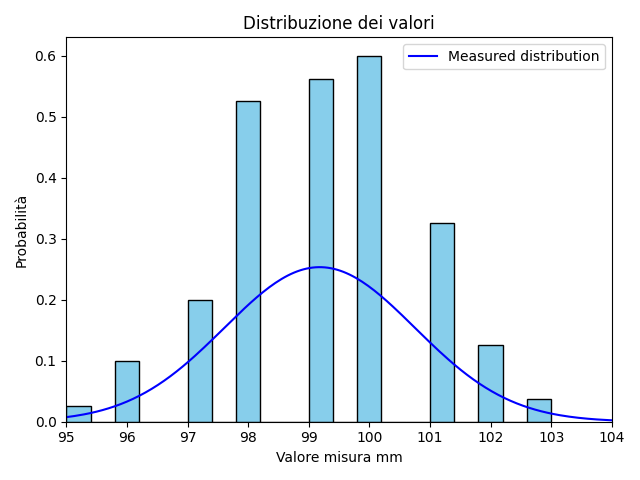 Distribuzione dei valori
Measured distribution
0.6
0.5
0.4
0.3
0.2
0.1
0.0
Probabilità
95 96 97 98 99 100 101 102 103 104
Valore misura mm